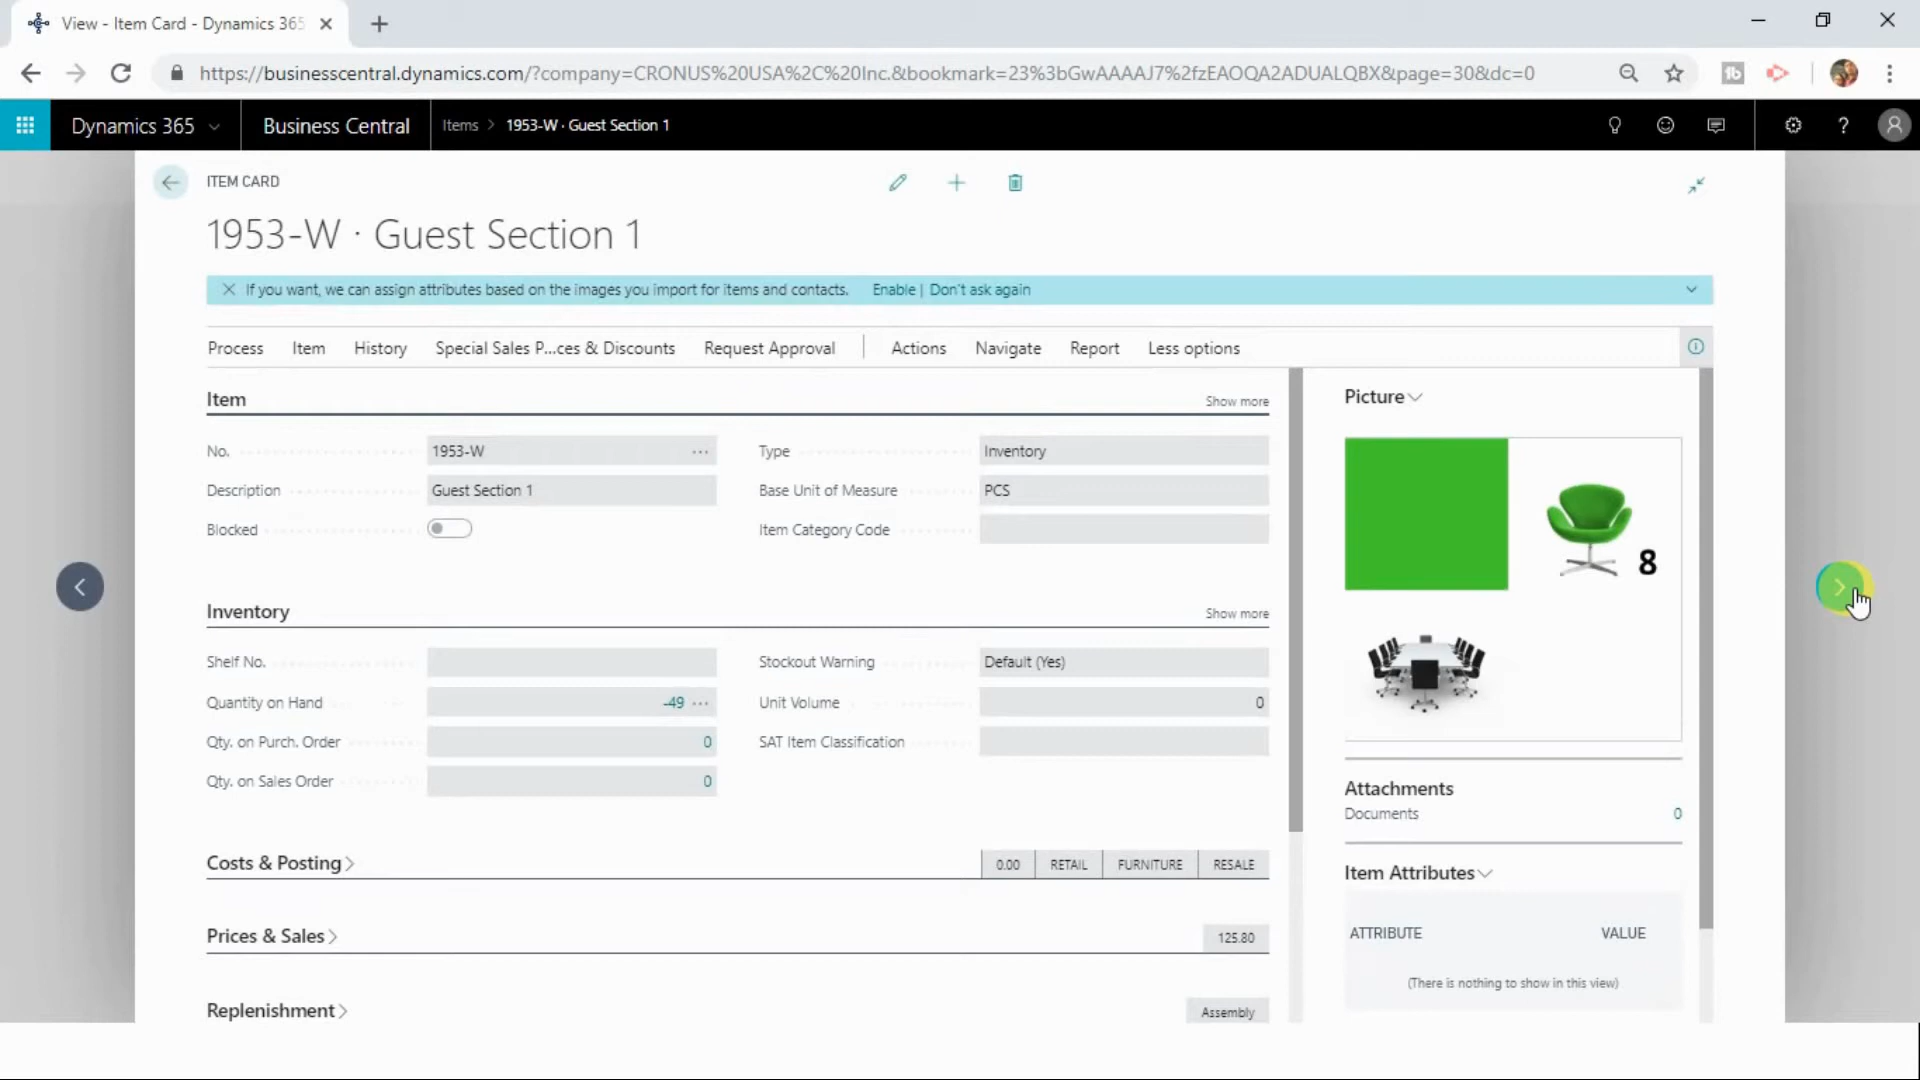 View - Item Card - Dynamics 365
https://businesscentral.dynamics.com/?company=CRONUS%20USA%2C%20Inc.&bookmark=23%3bGwAAAAJ7%2fzEAOQA2ADUALQBX&page=30&dc=0
Dynamics 365 Business Central Items > 1953-W · Guest Section 1
ITEM CARD
1953-W · Guest Section 1
If you want, we can assign attributes based on the images you import for items and contacts. Enable | Don't ask again
Process Item History Special Sales P...ces & Discounts Request Approval Actions Navigate Report Less options
Item Show more
No. 1953-W ... Type Inventory
Description Guest Section 1 Base Unit of Measure PCS
Blocked Item Category Code
Inventory Show more
Shelf No. Stockout Warning Default (Yes)
Quantity on Hand -49 ... Unit Volume 0
Qty. on Purch. Order 0 SAT Item Classification
Qty. on Sales Order 0
Costs & Posting > 0.00 RETAIL FURNITURE RESALE
Prices & Sales > 125.80
Replenishment > Assembly
Picture
8
Attachments
Documents 0
Item Attributes
ATTRIBUTE VALUE
(There is nothing to show in this view)